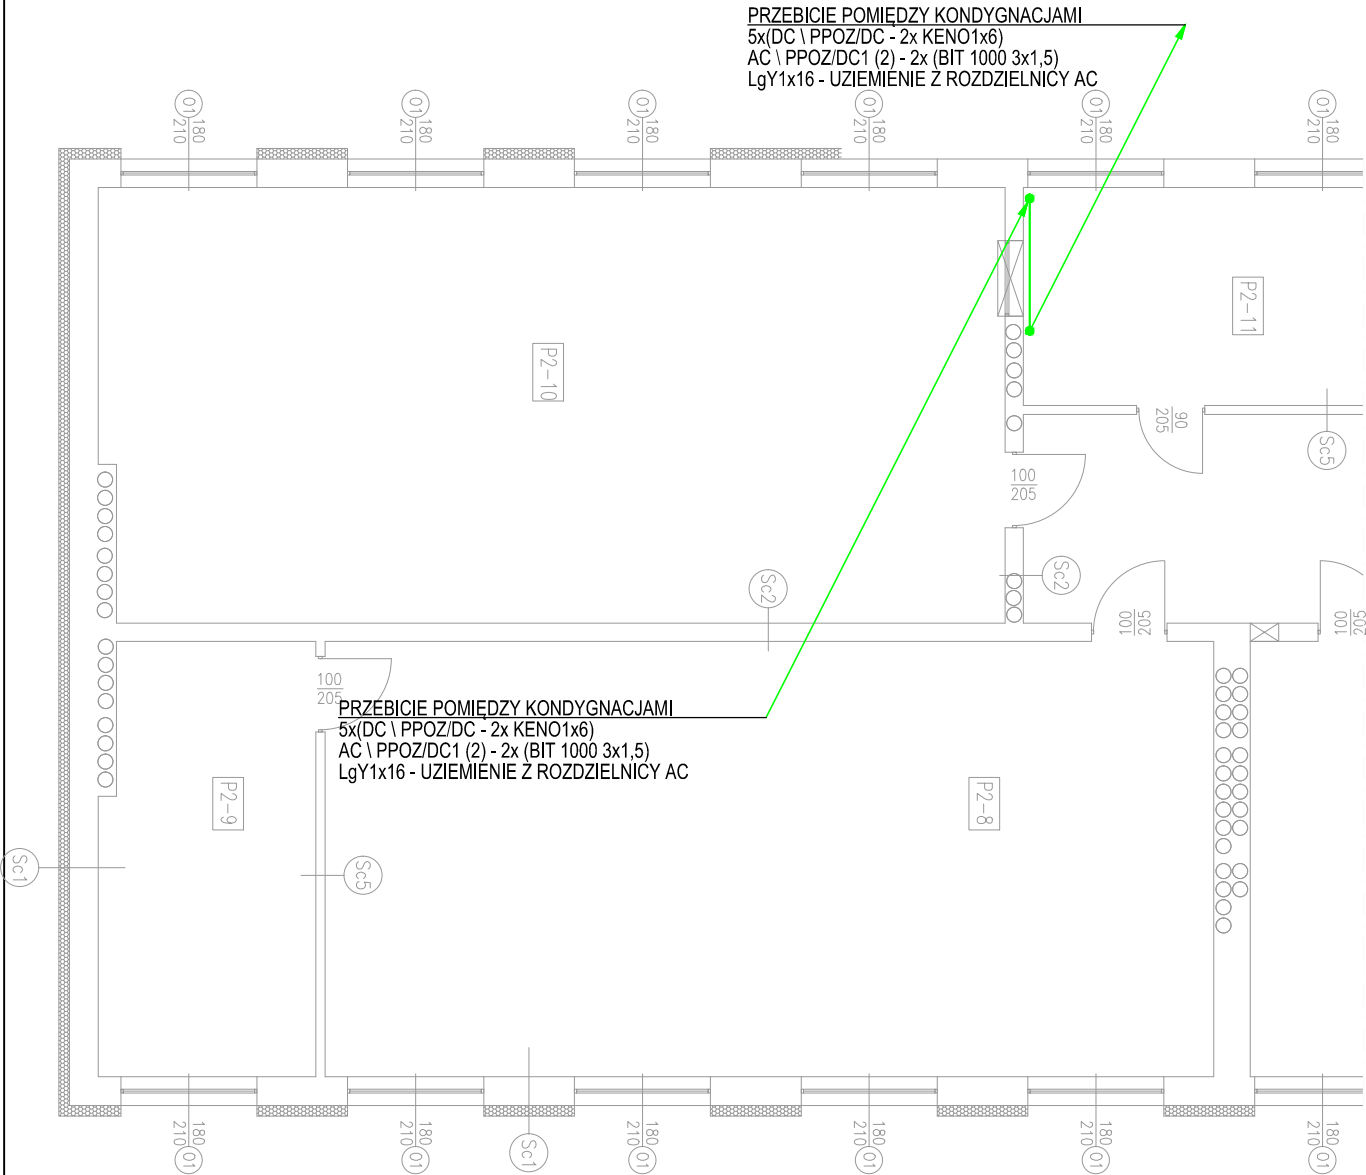 PRZEBICIE POMIĘDZY KONDYGNACJAMI
5x(DC \ PPOZ/DC - 2x KENO1x6)
AC \ PPOZ/DC1 (2) - 2x (BIT 1000 3x1,5)
LgY1x16 - UZIEMIENIE Z ROZDZIELNICY AC
O1 180
210
O1 180
210
O1 180
210
O1 180
210
O1 180
210
O1 180
210
P2-11
P2-10
90
205
Sc5
100
205
Sc2
Sc2
205
100
205
100
100
205
PRZEBICIE POMIĘDZY KONDYGNACJAMI
5x(DC \ PPOZ/DC - 2x KENO1x6)
AC \ PPOZ/DC1 (2) - 2x (BIT 1000 3x1,5)
LgY1x16 - UZIEMIENIE Z ROZDZIELNICY AC
P2-9
P2-8
Sc1
Sc5
180
210 O1
180
210 O1
Sc1
180
210 O1
180
210 O1
180
210 O1
180
210 O1